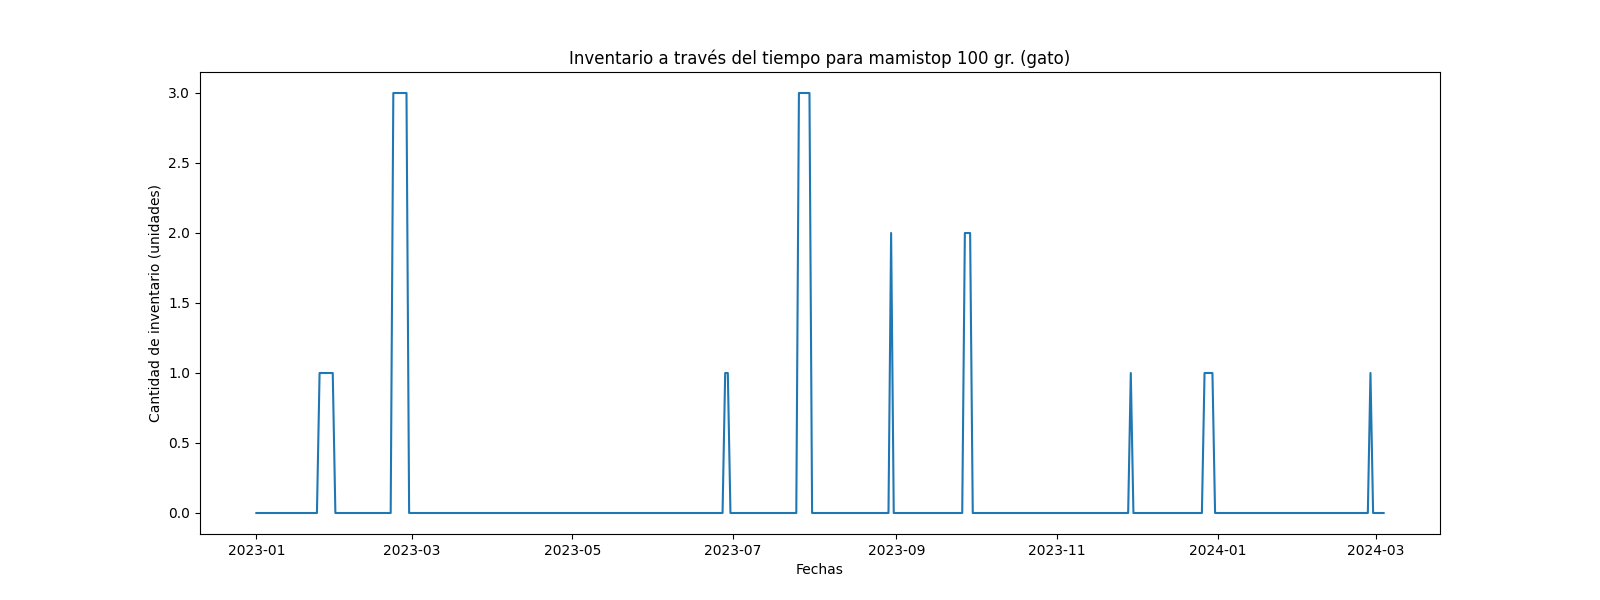 Inventario a través del tiempo para mamistop 100 gr. (gato)
3.0
2.5
2.0
1.5
1.0
0.5
0.0
Cantidad de inventario (unidades)
2023-01 2023-03 2023-05 2023-07 2023-09 2023-11 2024-01 2024-03
Fechas